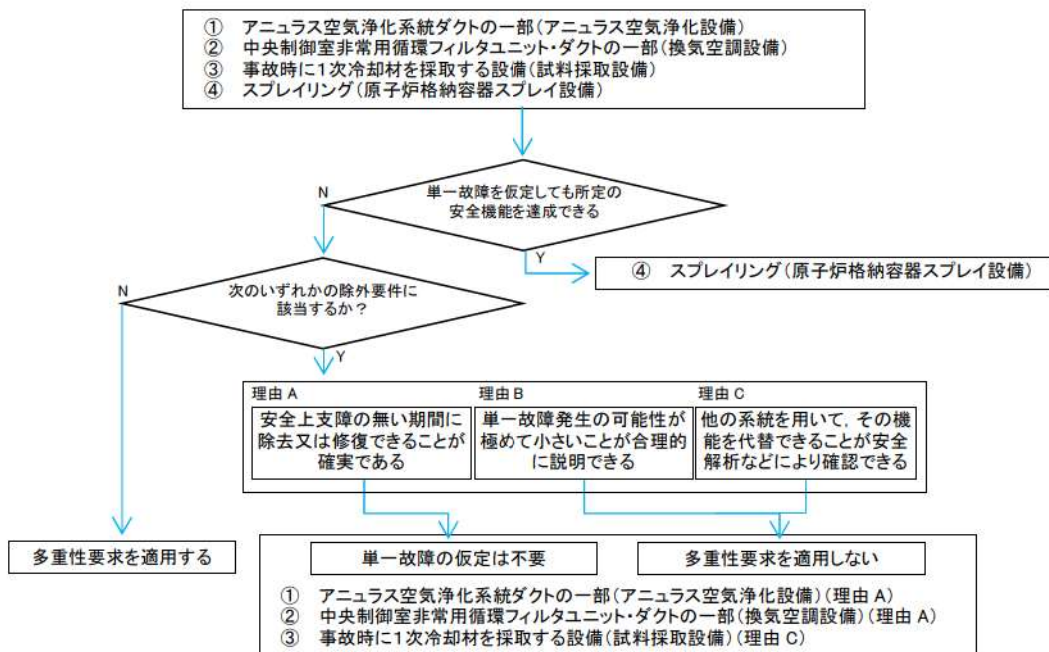 ① アニュラス空気浄化系統ダクトの一部(アニュラス空気浄化設備)
② 中央制御室非常用循環フィルタユニット・ダクトの一部(換気空調設備)
③ 事故時に1次冷却材を採取する設備(試料採取設備)
④ スプレイリング(原子炉格納容器スプレイ設備)
N
単一故障を仮定しても所定の
安全機能を達成できる
Y
④ スプレイリング(原子炉格納容器スプレイ設備)
N
次のいずれかの除外要件に
該当するか?
Y
理由 A
安全上支障の無い期間に
除去又は修復できることが
確実である
理由 B
単一故障発生の可能性が
極めて小さいことが合理的
に説明できる
理由 C
他の系統を用いて,その機
能を代替できることが安全
解析などにより確認できる
多重性要求を適用する
単一故障の仮定は不要
多重性要求を適用しない
① アニュラス空気浄化系統ダクトの一部(アニュラス空気浄化設備)(理由 A)
② 中央制御室非常用循環フィルタユニット・ダクトの一部(換気空調設備)(理由 A)
③ 事故時に1次冷却材を採取する設備(試料採取設備)(理由 C)